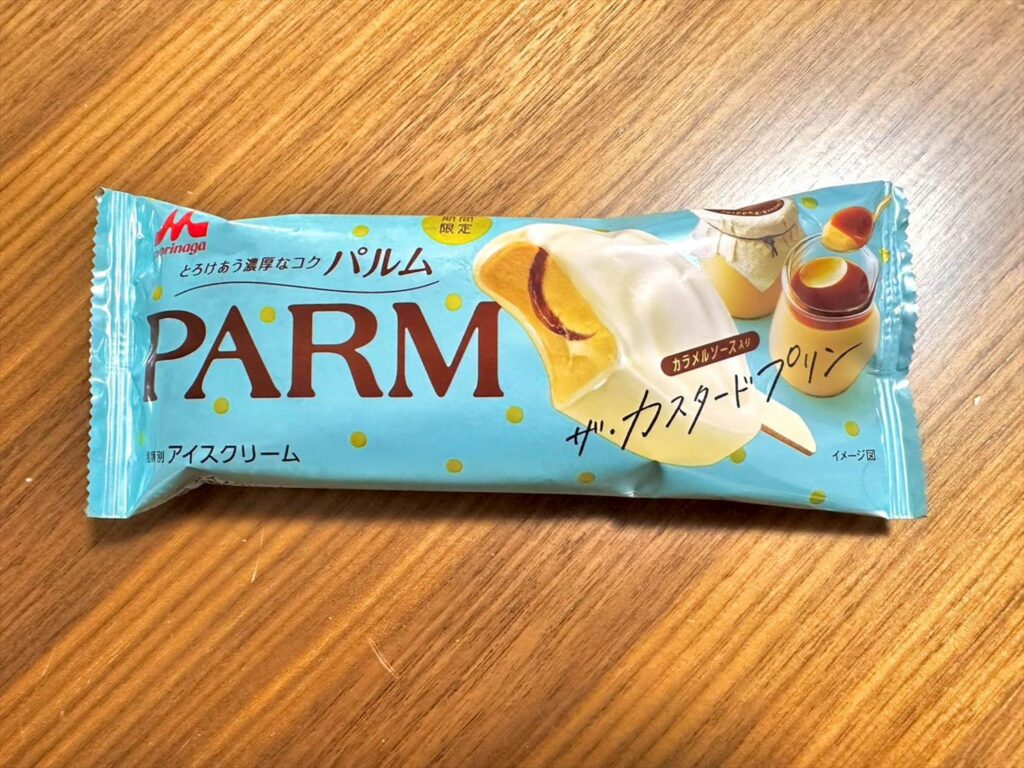 morinaga
期間
限定
とろけあう濃厚なコク パルム
PARM
カラメルソース入り
ザ・カスタードプリン
アイスクリーム
イメージ図